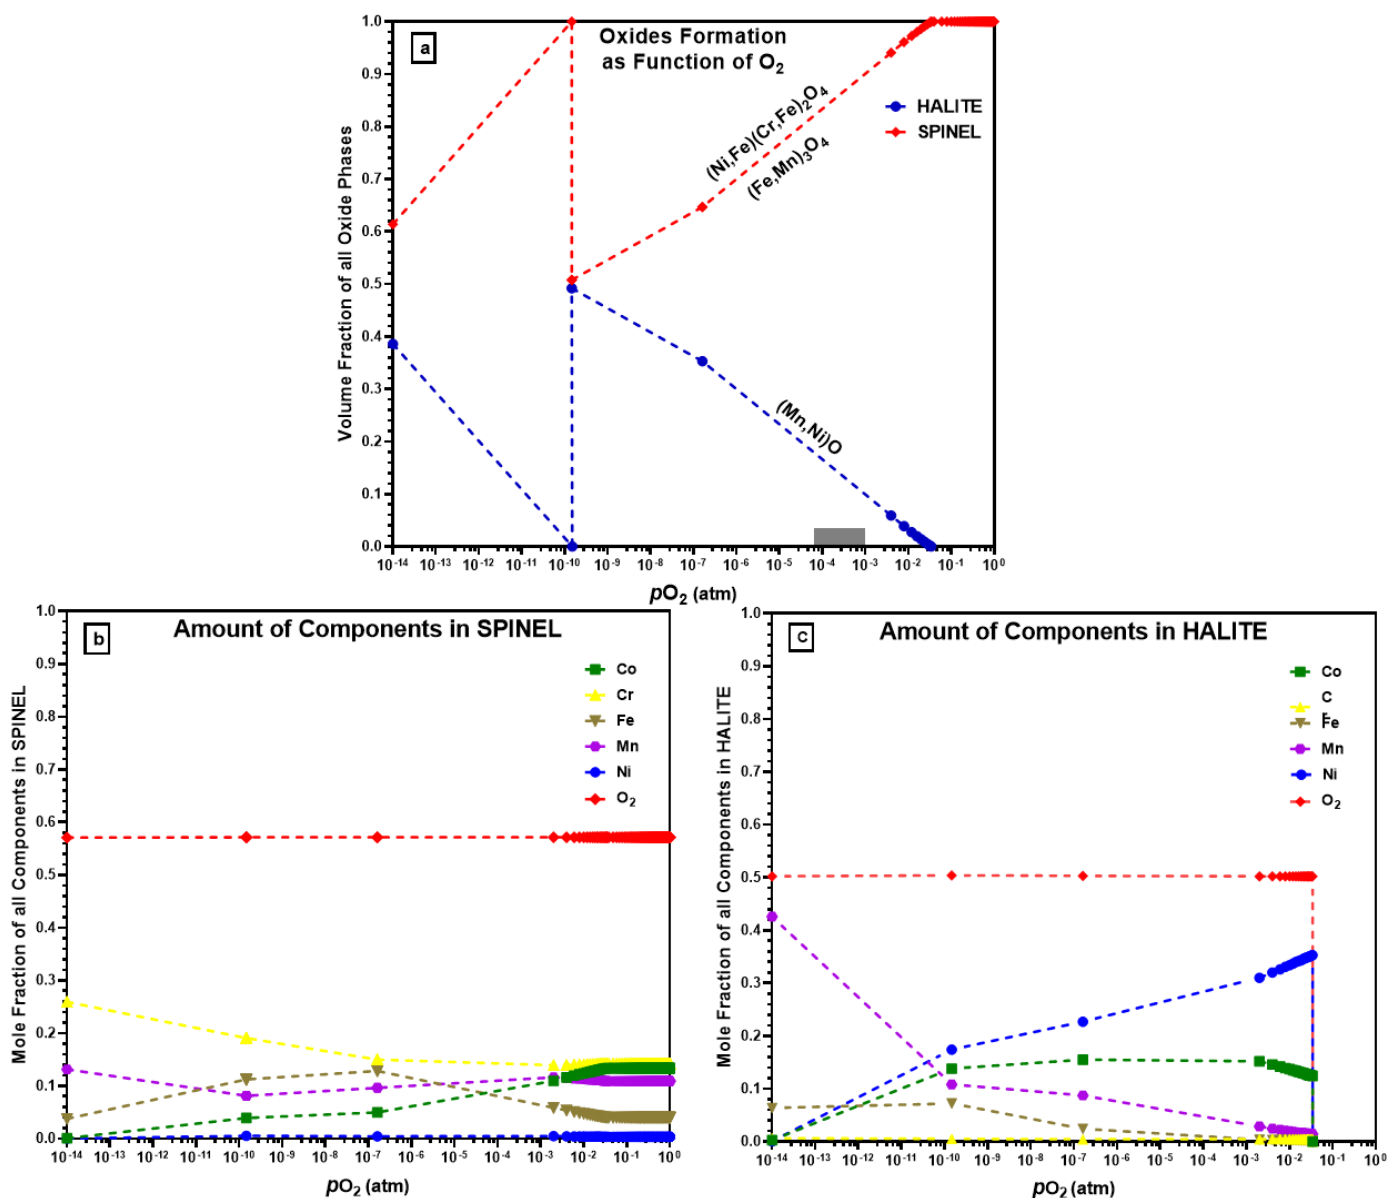 a
Oxides Formation
as Function of O₂
HALITE
SPINEL
(Ni,Fe)(Cr,Fe)₂O₄
(Fe,Mn)₃O₄
(Mn,Ni)O
Volume Fraction of all Oxide Phases
1.0
0.9
0.8
0.7
0.6
0.5
0.4
0.3
0.2
0.1
0.0
10⁻¹⁴ 10⁻¹³ 10⁻¹² 10⁻¹¹ 10⁻¹⁰ 10⁻⁹ 10⁻⁸ 10⁻⁷ 10⁻⁶ 10⁻⁵ 10⁻⁴ 10⁻³ 10⁻² 10⁻¹ 10⁰
pO₂ (atm)
b
Amount of Components in SPINEL
Co
Cr
Fe
Mn
Ni
O₂
Mole Fraction of all Components in SPINEL
1.0
0.9
0.8
0.7
0.6
0.5
0.4
0.3
0.2
0.1
0.0
10⁻¹⁴ 10⁻¹³ 10⁻¹² 10⁻¹¹ 10⁻¹⁰ 10⁻⁹ 10⁻⁸ 10⁻⁷ 10⁻⁶ 10⁻⁵ 10⁻⁴ 10⁻³ 10⁻² 10⁻¹ 10⁰
pO₂ (atm)
c
Amount of Components in HALITE
Co
C
Fe
Mn
Ni
O₂
Mole Fraction of all Components in HALITE
1.0
0.9
0.8
0.7
0.6
0.5
0.4
0.3
0.2
0.1
0.0
10⁻¹⁴ 10⁻¹³ 10⁻¹² 10⁻¹¹ 10⁻¹⁰ 10⁻⁹ 10⁻⁸ 10⁻⁷ 10⁻⁶ 10⁻⁵ 10⁻⁴ 10⁻³ 10⁻² 10⁻¹ 10⁰
pO₂ (atm)